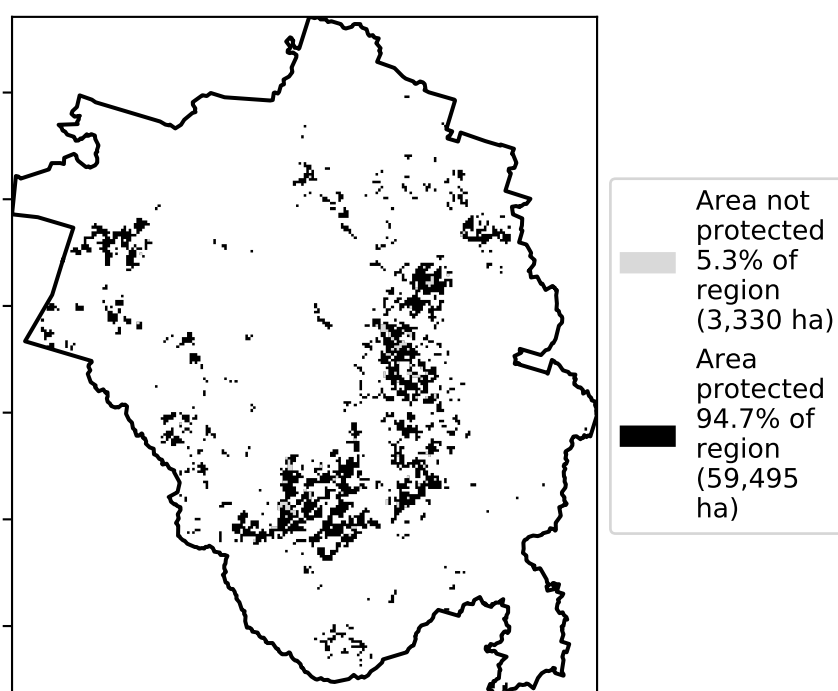 Area not
protected
5.3% of
region
(3,330 ha)
Area
protected
94.7% of
region
(59,495
ha)